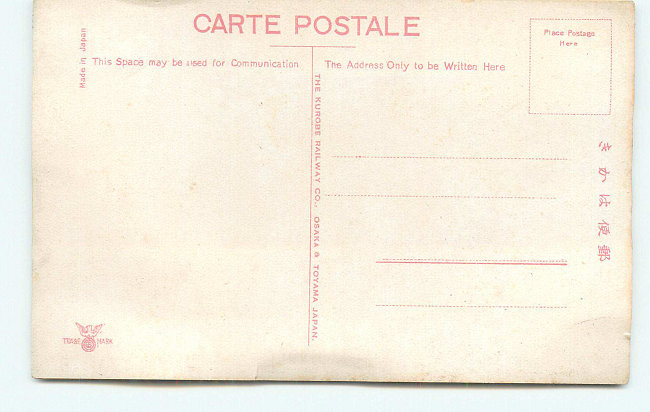 CARTE POSTALE
Made in Japan
This Space may be used for Communication
The Address Only to be Written Here
Place Postage
Here
THE KUROBE RAILWAY CO., OSAKA & TOYAMA JAPAN.
郵便はかき
TRADE MARK